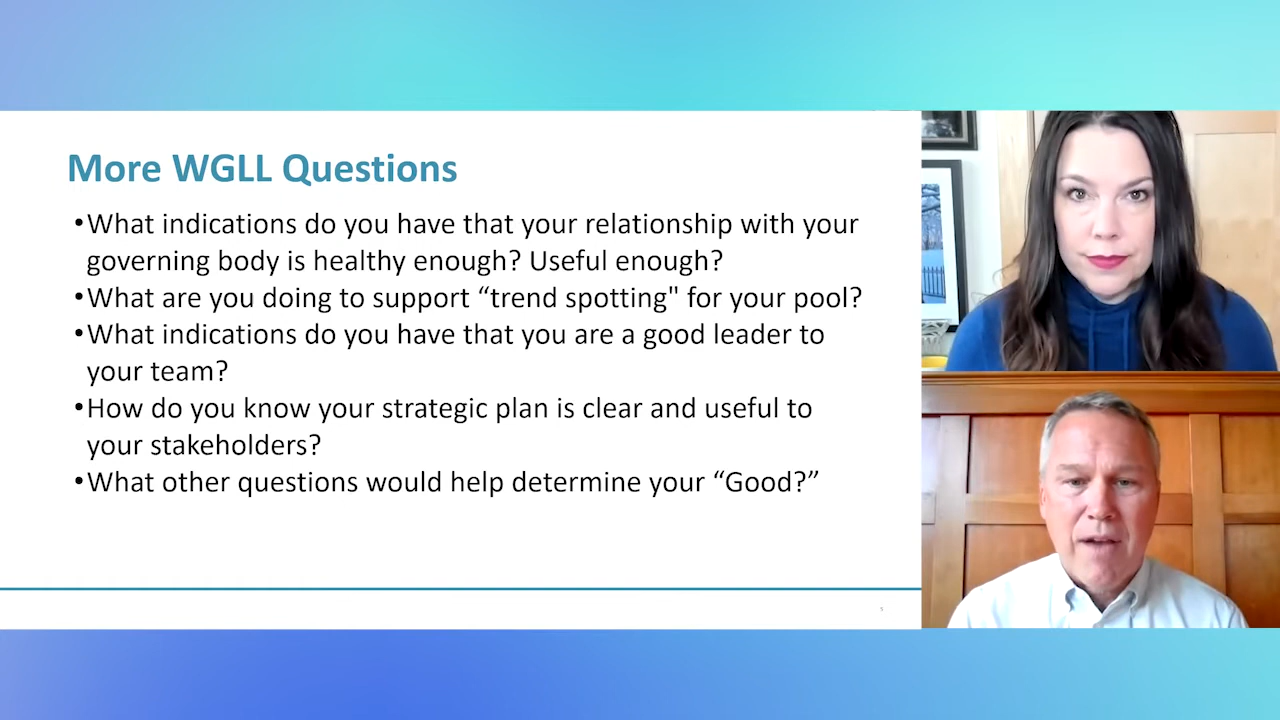 More WGLL Questions
•What indications do you have that your relationship with your
governing body is healthy enough? Useful enough?
•What are you doing to support “trend spotting" for your pool?
•What indications do you have that you are a good leader to
your team?
•How do you know your strategic plan is clear and useful to
your stakeholders?
•What other questions would help determine your “Good?”
5